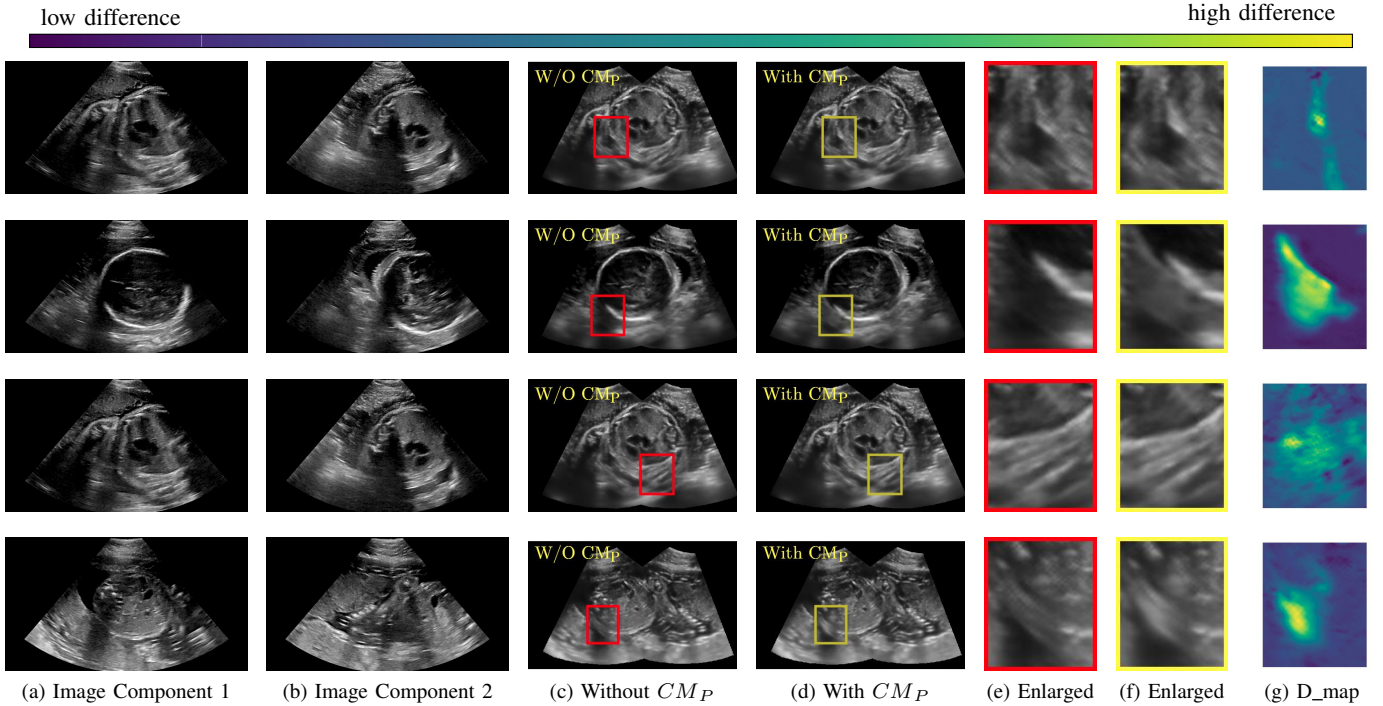 low difference
high difference
W/O CMP
With CMP
W/O CMP
With CMP
W/O CMP
With CMP
W/O CMP
With CMP
(a) Image Component 1
(b) Image Component 2
(c) Without CMP
(d) With CMP
(e) Enlarged
(f) Enlarged
(g) D_map